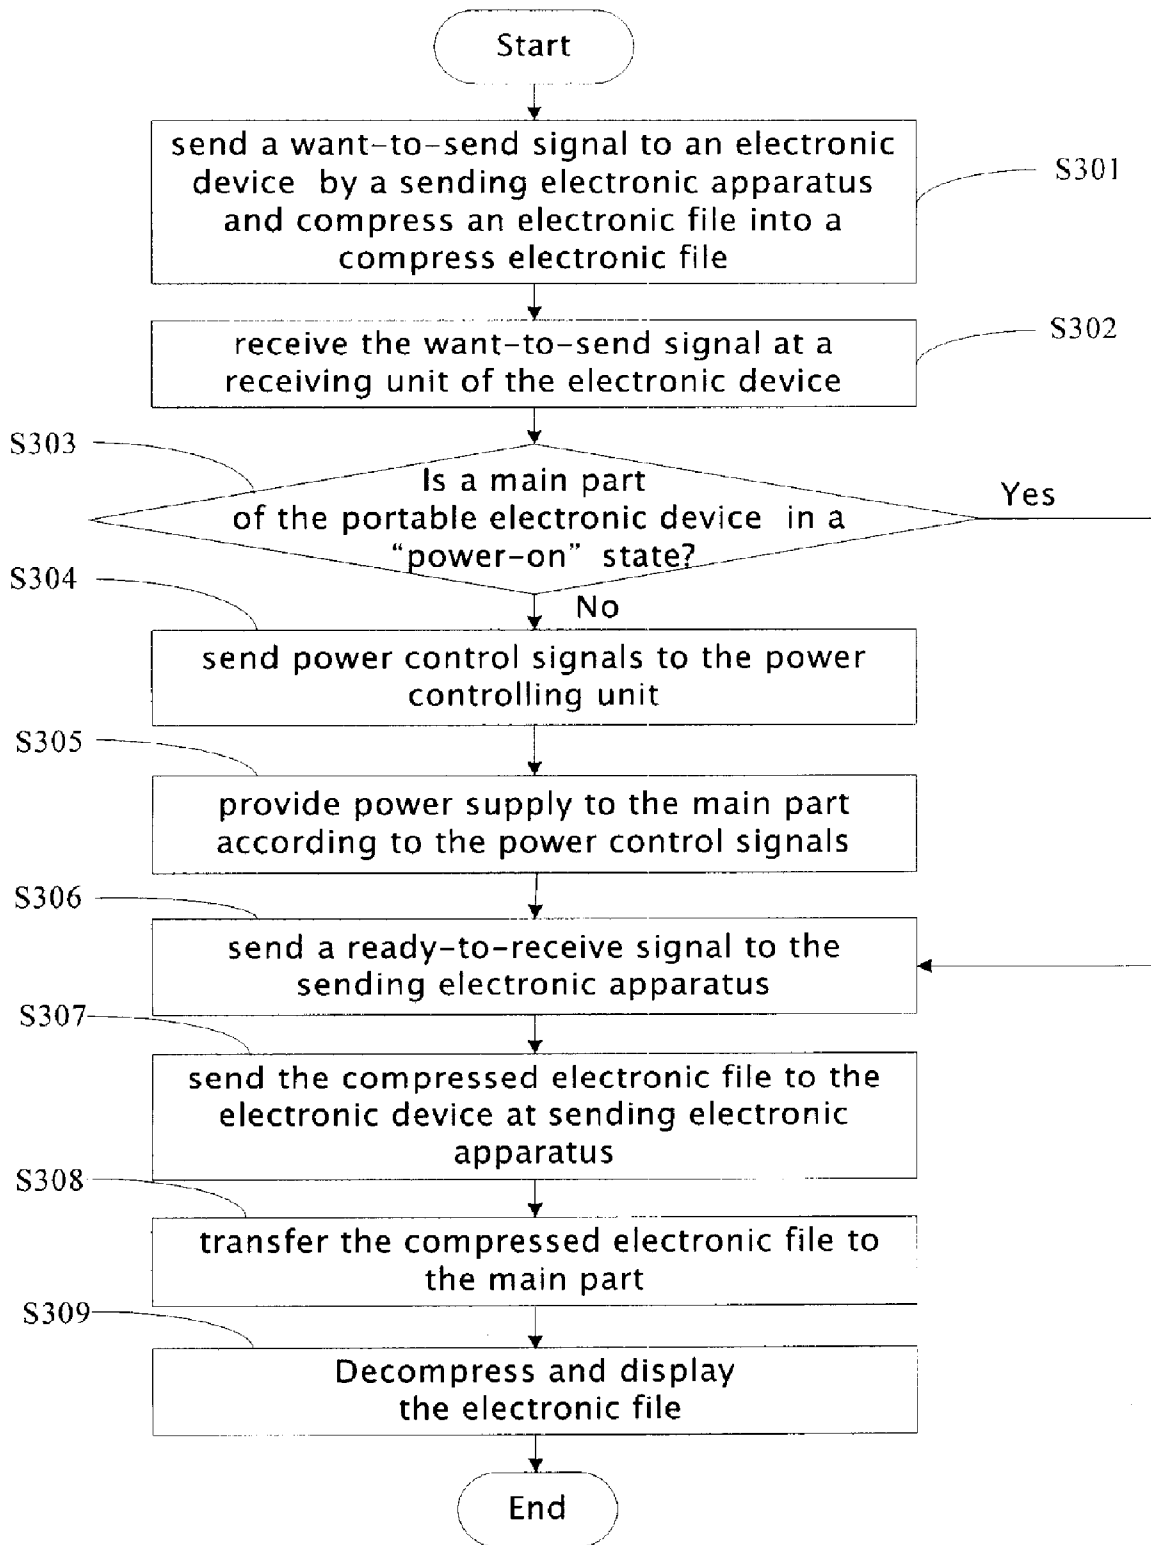 Start
send a want-to-send signal to an electronic
device by a sending electronic apparatus
and compress an electronic file into a
compress electronic file
S301
receive the want-to-send signal at a
receiving unit of the electronic device
S302
S303
Is a main part
of the portable electronic device in a
“power-on” state?
Yes
No
S304
send power control signals to the power
controlling unit
S305
provide power supply to the main part
according to the power control signals
S306
send a ready-to-receive signal to the
sending electronic apparatus
S307
send the compressed electronic file to the
electronic device at sending electronic
apparatus
S308
transfer the compressed electronic file to
the main part
S309
Decompress and display
the electronic file
End